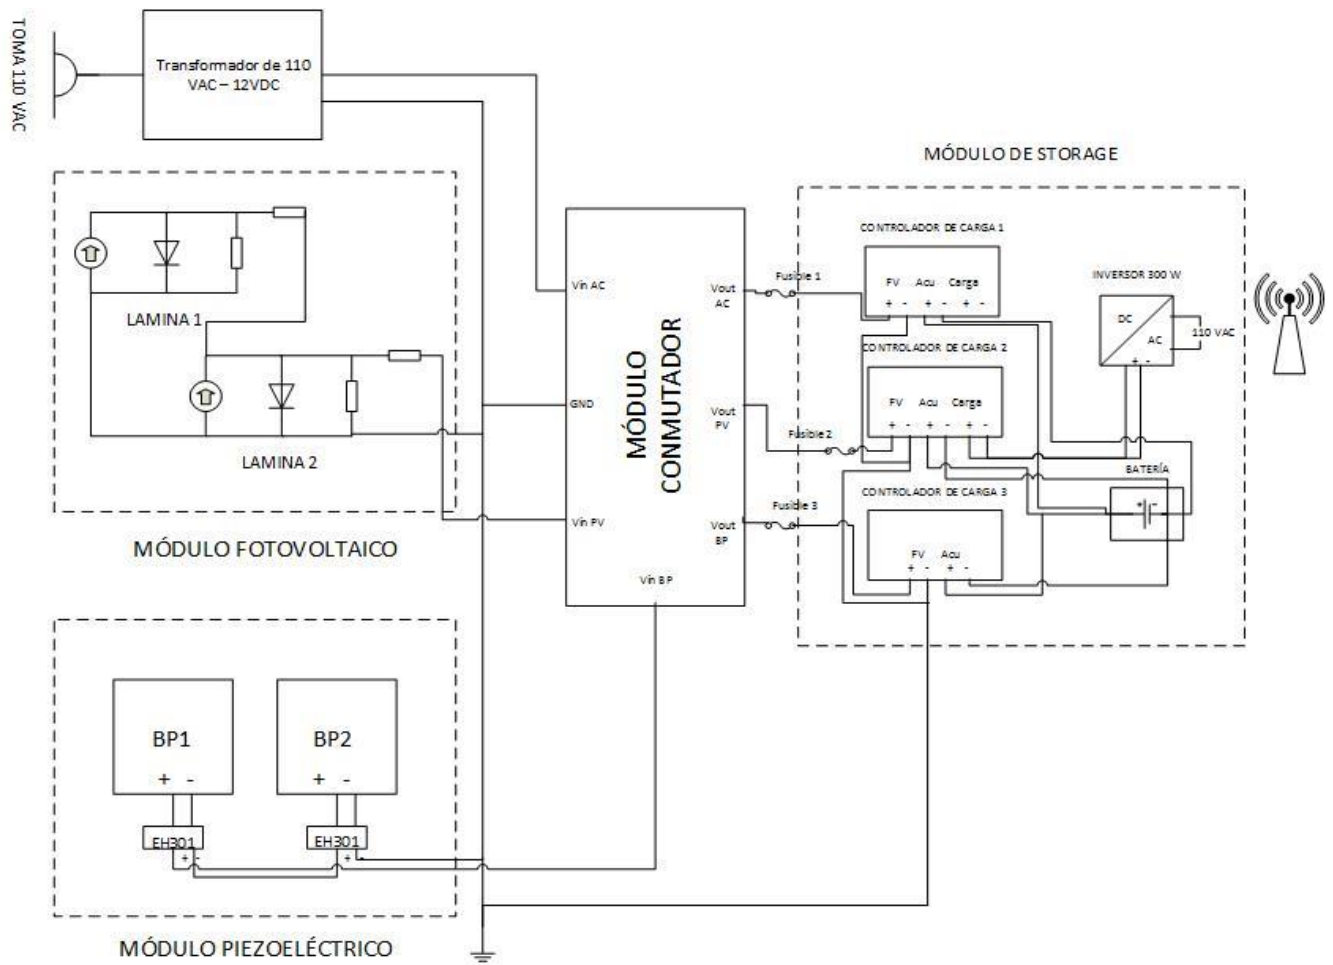 TOMA 110 VAC
Transformador de 110
VAC – 12VDC
LAMINA 1
LAMINA 2
MÓDULO FOTOVOLTAICO
BP1
+ -
BP2
+ -
EH301
+ -
EH301
+ -
MÓDULO PIEZOELÉCTRICO
Vin AC
GND
Vin PV
Vin BP
MÓDULO
CONMUTADOR
Vout
AC
Vout
PV
Vout
BP
Fusible 1
Fusible 2
Fusible 3
MÓDULO DE STORAGE
CONTROLADOR DE CARGA 1
FV Acu Carga
+ - + - + -
CONTROLADOR DE CARGA 2
FV Acu Carga
+ - + - + -
CONTROLADOR DE CARGA 3
FV Acu
+ - + -
INVERSOR 300 W
DC
AC
+ -
110 VAC
BATERÍA
+ -